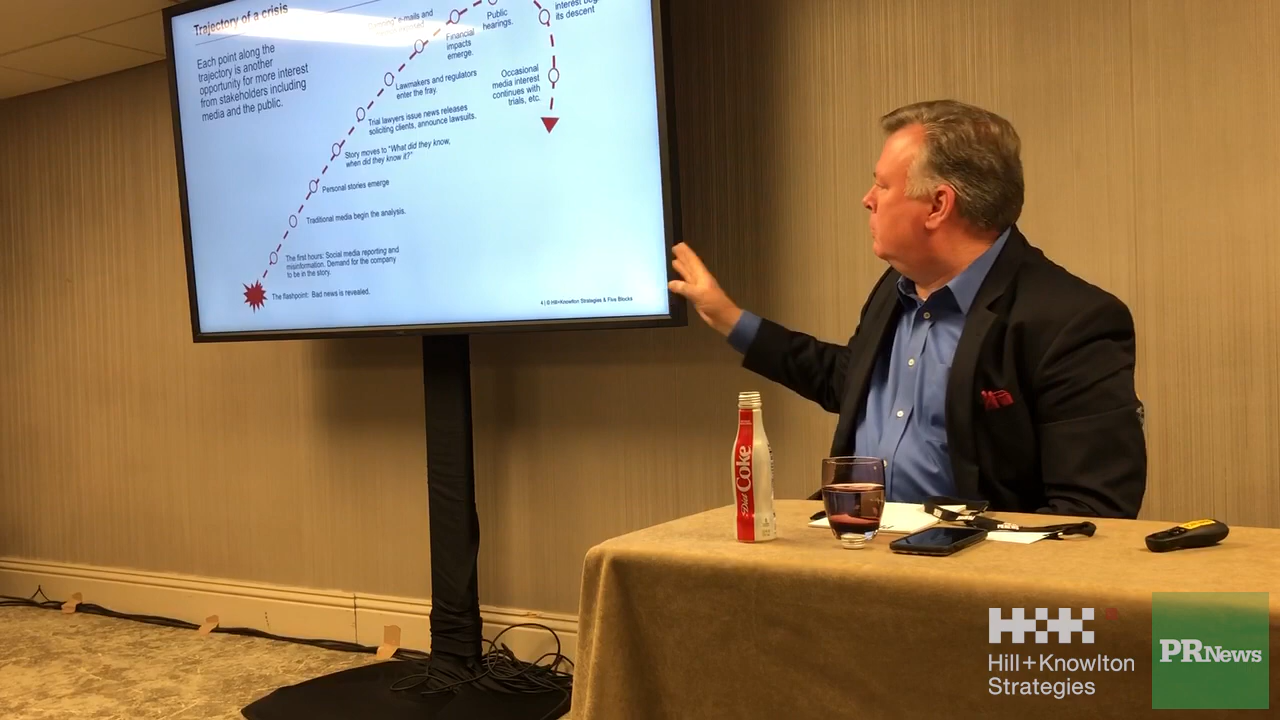 Trajectory of a crisis
Each point along the
trajectory is another
opportunity for more interest
from stakeholders including
media and the public.
e-mails and
Public
hearings.
Financial
impacts
emerge.
interest
its descent
Occasional
media interest
continues with
trials, etc.
Lawmakers and regulators
enter the fray.
Trial lawyers issue news releases
soliciting clients, announce lawsuits.
Story moves to "What did they know,
when did they know it?"
Personal stories emerge
Traditional media begin the analysis.
The first hours: Social media reporting and
misinformation. Demand for the company
to be in the story.
The flashpoint: Bad news is revealed.
4 | © Hill+Knowlton Strategies & Five Blocks
Diet Coke
H+K
Hill+Knowlton
Strategies
PRNews